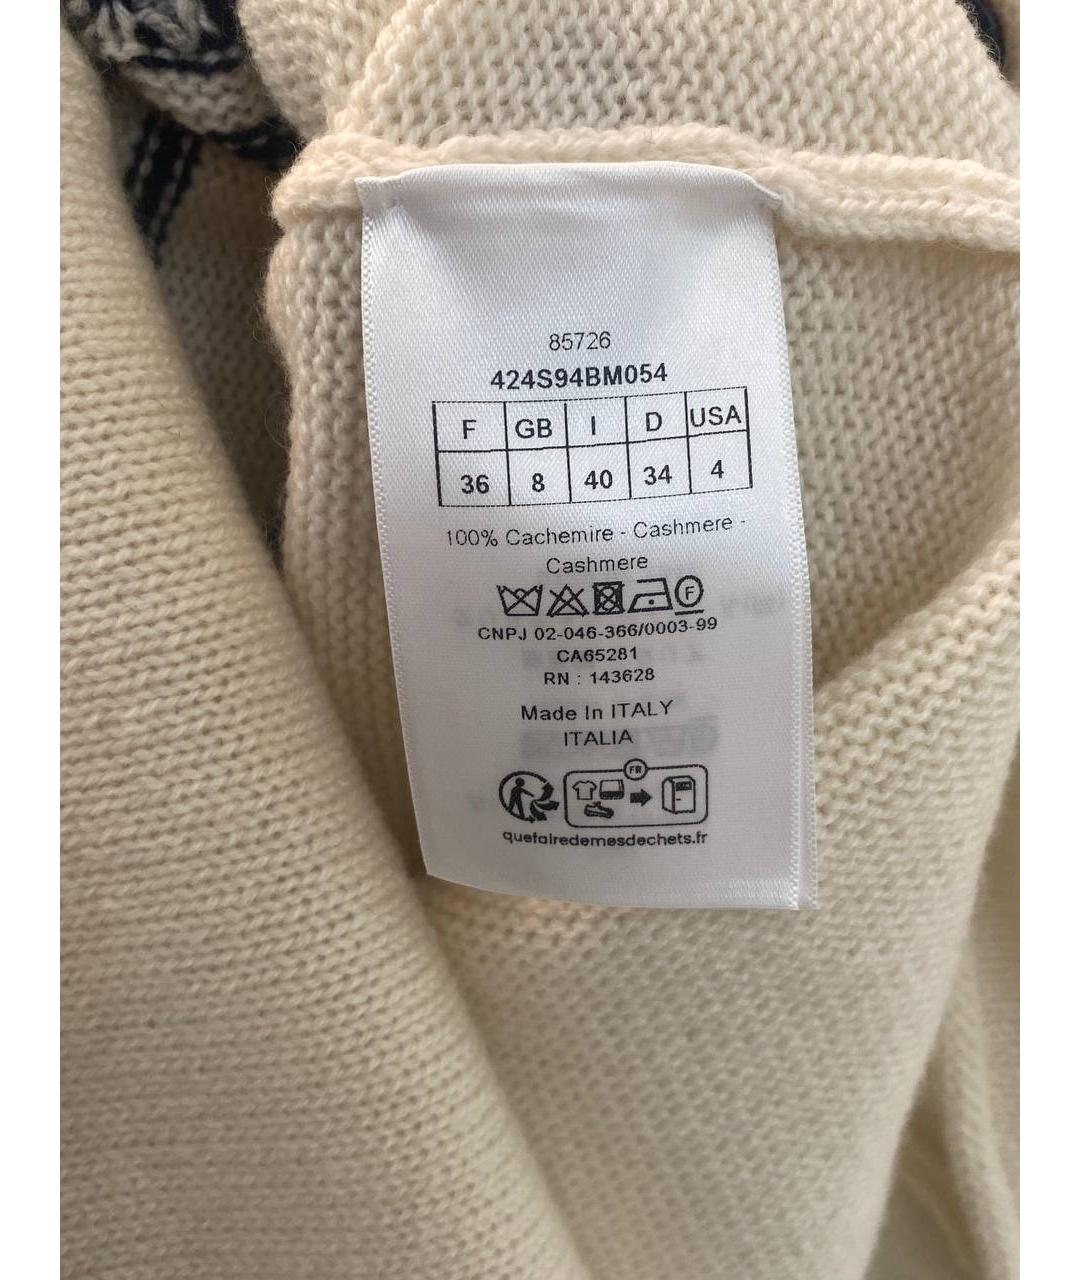 85726
424S94BM054
F GB I D USA
36 8 40 34 4
100% Cachemire - Cashmere -
Cashmere
F
CNPJ 02-046-366/0003-99
CA65281
RN : 143628
Made In ITALY
ITALIA
FR
quefairedemesdechets.fr